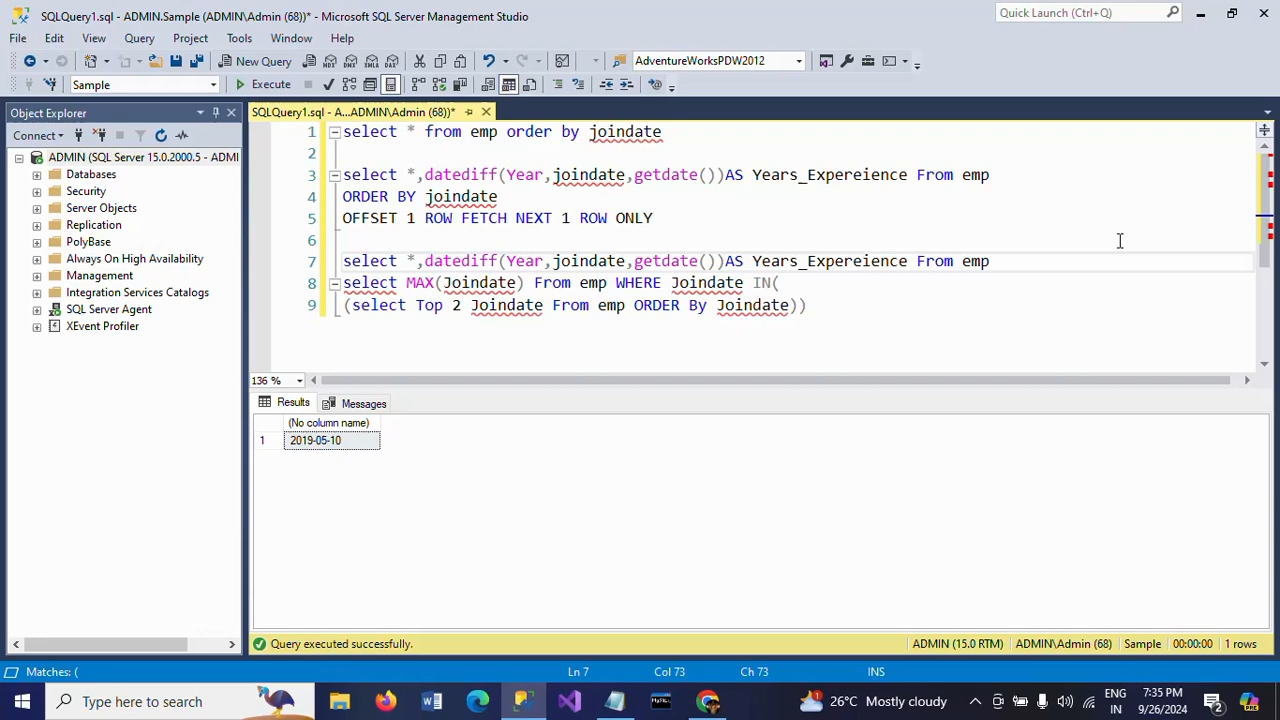 SQLQuery1.sql - ADMIN.Sample (ADMIN\Admin (68))* - Microsoft SQL Server Management Studio
Quick Launch (Ctrl+Q)
File Edit View Query Project Tools Window Help
New Query
AdventureWorksPDW2012
Sample
Execute
Object Explorer
Connect
ADMIN (SQL Server 15.0.2000.5 - ADMI
Databases
Security
Server Objects
Replication
PolyBase
Always On High Availability
Management
Integration Services Catalogs
SQL Server Agent
XEvent Profiler
SQLQuery1.sql - A...ADMIN\Admin (68))*
1 select * from emp order by joindate
2
3 select *,datediff(Year,joindate,getdate())AS Years_Expereience From emp
4 ORDER BY joindate
5 OFFSET 1 ROW FETCH NEXT 1 ROW ONLY
6
7 select *,datediff(Year,joindate,getdate())AS Years_Expereience From emp
8 select MAX(Joindate) From emp WHERE Joindate IN(
9 (select Top 2 Joindate From emp ORDER By Joindate))
136 %
Results Messages
(No column name)
1 2019-05-10
Query executed successfully. ADMIN (15.0 RTM) ADMIN\Admin (68) Sample 00:00:00 1 rows
Matches: ( Ln 7 Col 73 Ch 73 INS
Type here to search
26°C Mostly cloudy
ENG
IN
7:35 PM
9/26/2024
2